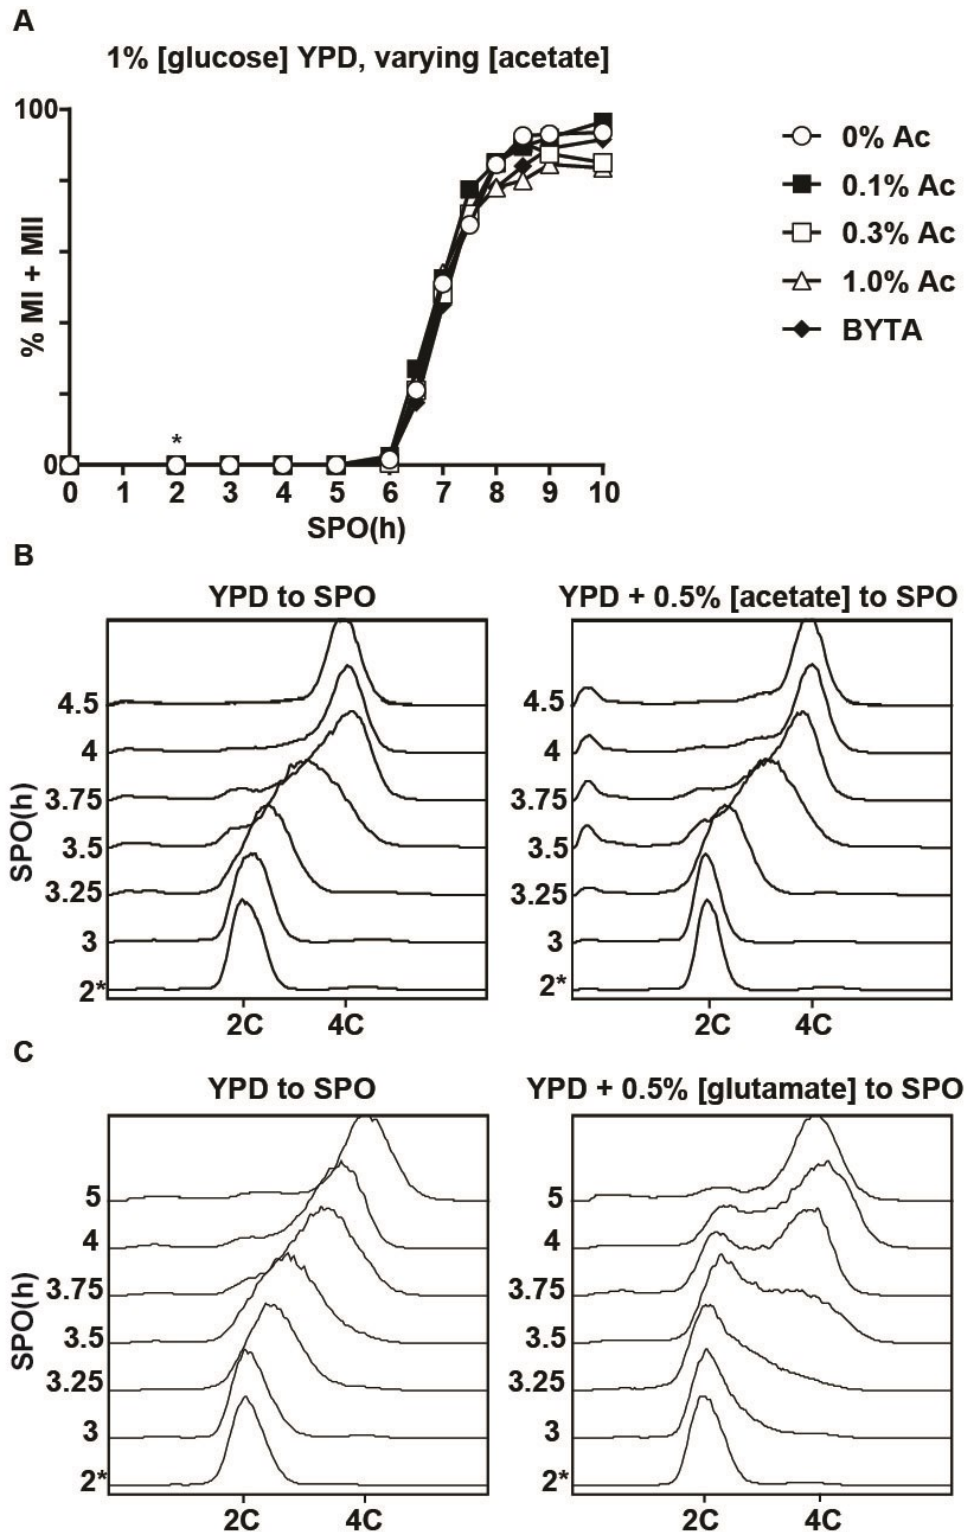 A
1% [glucose] YPD, varying [acetate]
100
% MI + MII
0
*
0 1 2 3 4 5 6 7 8 9 10
SPO(h)
0% Ac
0.1% Ac
0.3% Ac
1.0% Ac
BYTA
B
YPD to SPO
SPO(h)
4.5
4
3.75
3.5
3.25
3
2*
2C 4C
YPD + 0.5% [acetate] to SPO
4.5
4
3.75
3.5
3.25
3
2*
2C 4C
C
YPD to SPO
SPO(h)
5
4
3.75
3.5
3.25
3
2*
2C 4C
YPD + 0.5% [glutamate] to SPO
5
4
3.75
3.5
3.25
3
2*
2C 4C